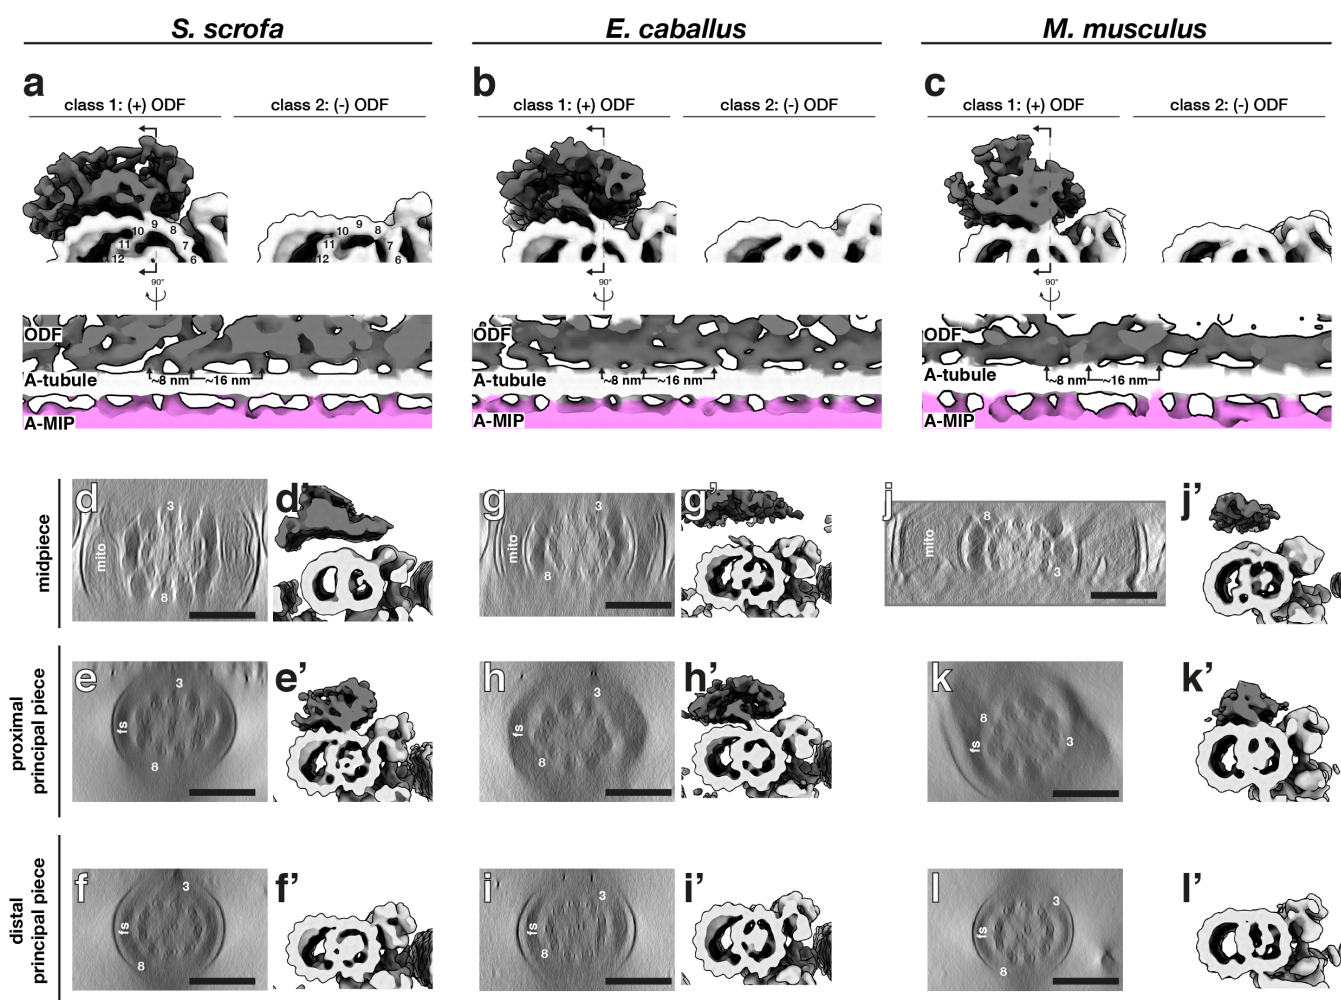 S. scrofa E. caballus M. musculus
a b c
class 1: (+) ODF class 2: (-) ODF class 1: (+) ODF class 2: (-) ODF class 1: (+) ODF class 2: (-) ODF
9 10 8 11 7 12 6
9 10 8 11 7 12 6
90° 90° 90°
ODF ODF ODF
A-tubule ~8 nm ~16 nm A-tubule ~8 nm ~16 nm A-tubule ~8 nm ~16 nm
A-MIP A-MIP A-MIP
midpiece
d 3 mito 8 d' g 3 mito 8 g' j 8 mito 3 j'
proximal
principal piece
e 3 fs 8 e' h 3 fs 8 h' k 8 fs 3 k'
distal
principal piece
f 3 fs 8 f' i 3 fs 8 i' l 3 fs 8 l'